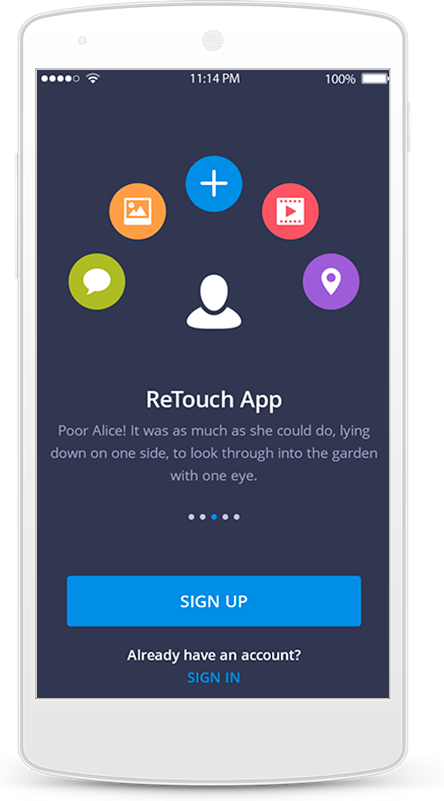 11:14 PM 100%
ReTouch App
Poor Alice! It was as much as she could do, lying
down on one side, to look through into the garden
with one eye.
SIGN UP
Already have an account?
SIGN IN